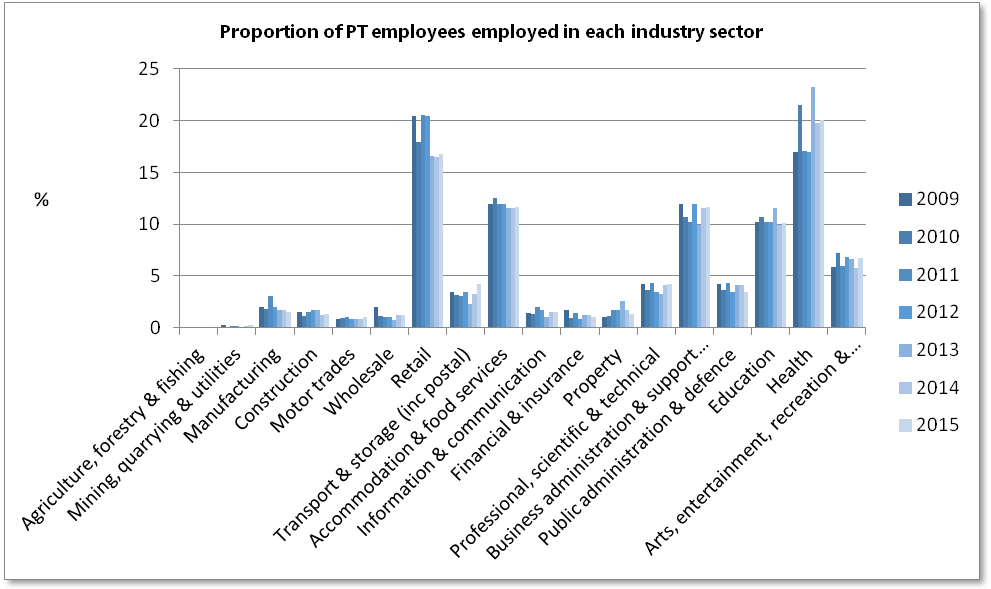 Proportion of PT employees employed in each industry sector
25
20
15
10
5
0
%
Agriculture, forestry & fishing
Mining, quarrying & utilities
Manufacturing
Construction
Motor trades
Wholesale
Retail
Transport & storage (inc postal)
Accommodation & food services
Information & communication
Financial & insurance
Property
Professional, scientific & technical
Business administration & support...
Public administration & defence
Education
Health
Arts, entertainment, recreation &...
2009
2010
2011
2012
2013
2014
2015